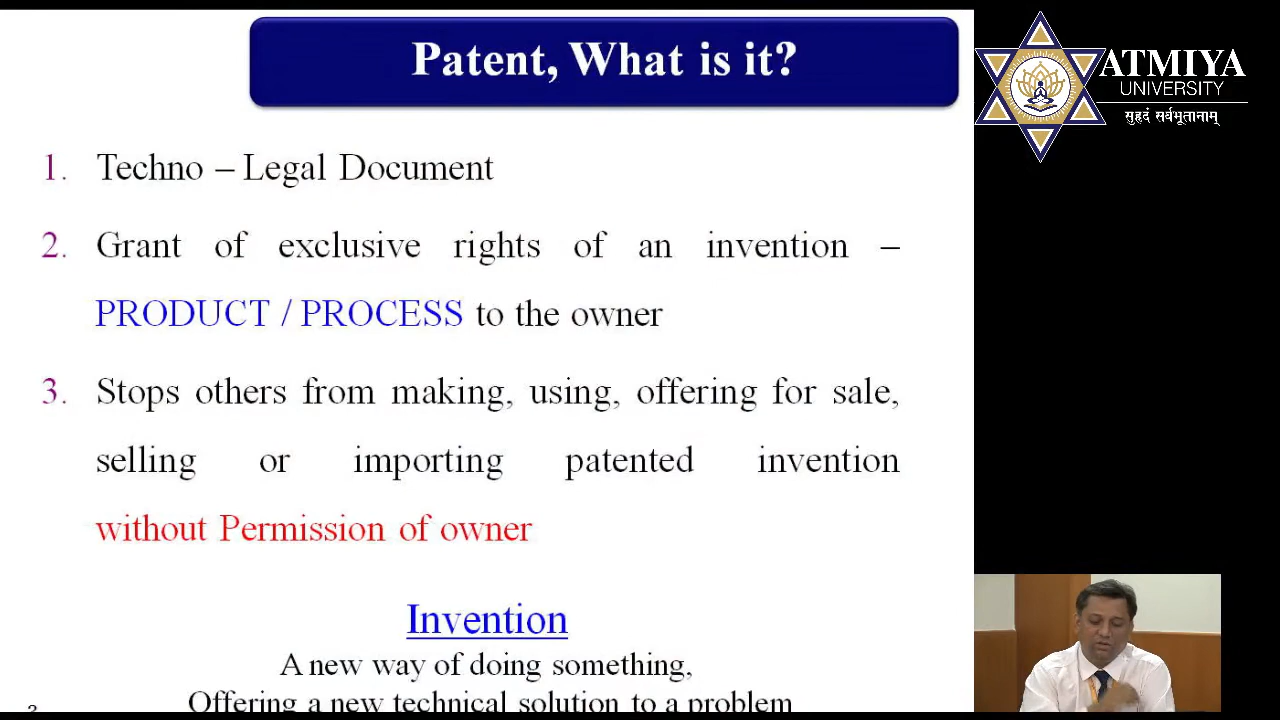 Patent, What is it?
ATMIYA
UNIVERSITY
सुहृदं सर्वभूतानाम्
1. Techno – Legal Document
2. Grant of exclusive rights of an invention –
PRODUCT / PROCESS to the owner
3. Stops others from making, using, offering for sale,
selling or importing patented invention
without Permission of owner
Invention
A new way of doing something,
Offering a new technical solution to a problem